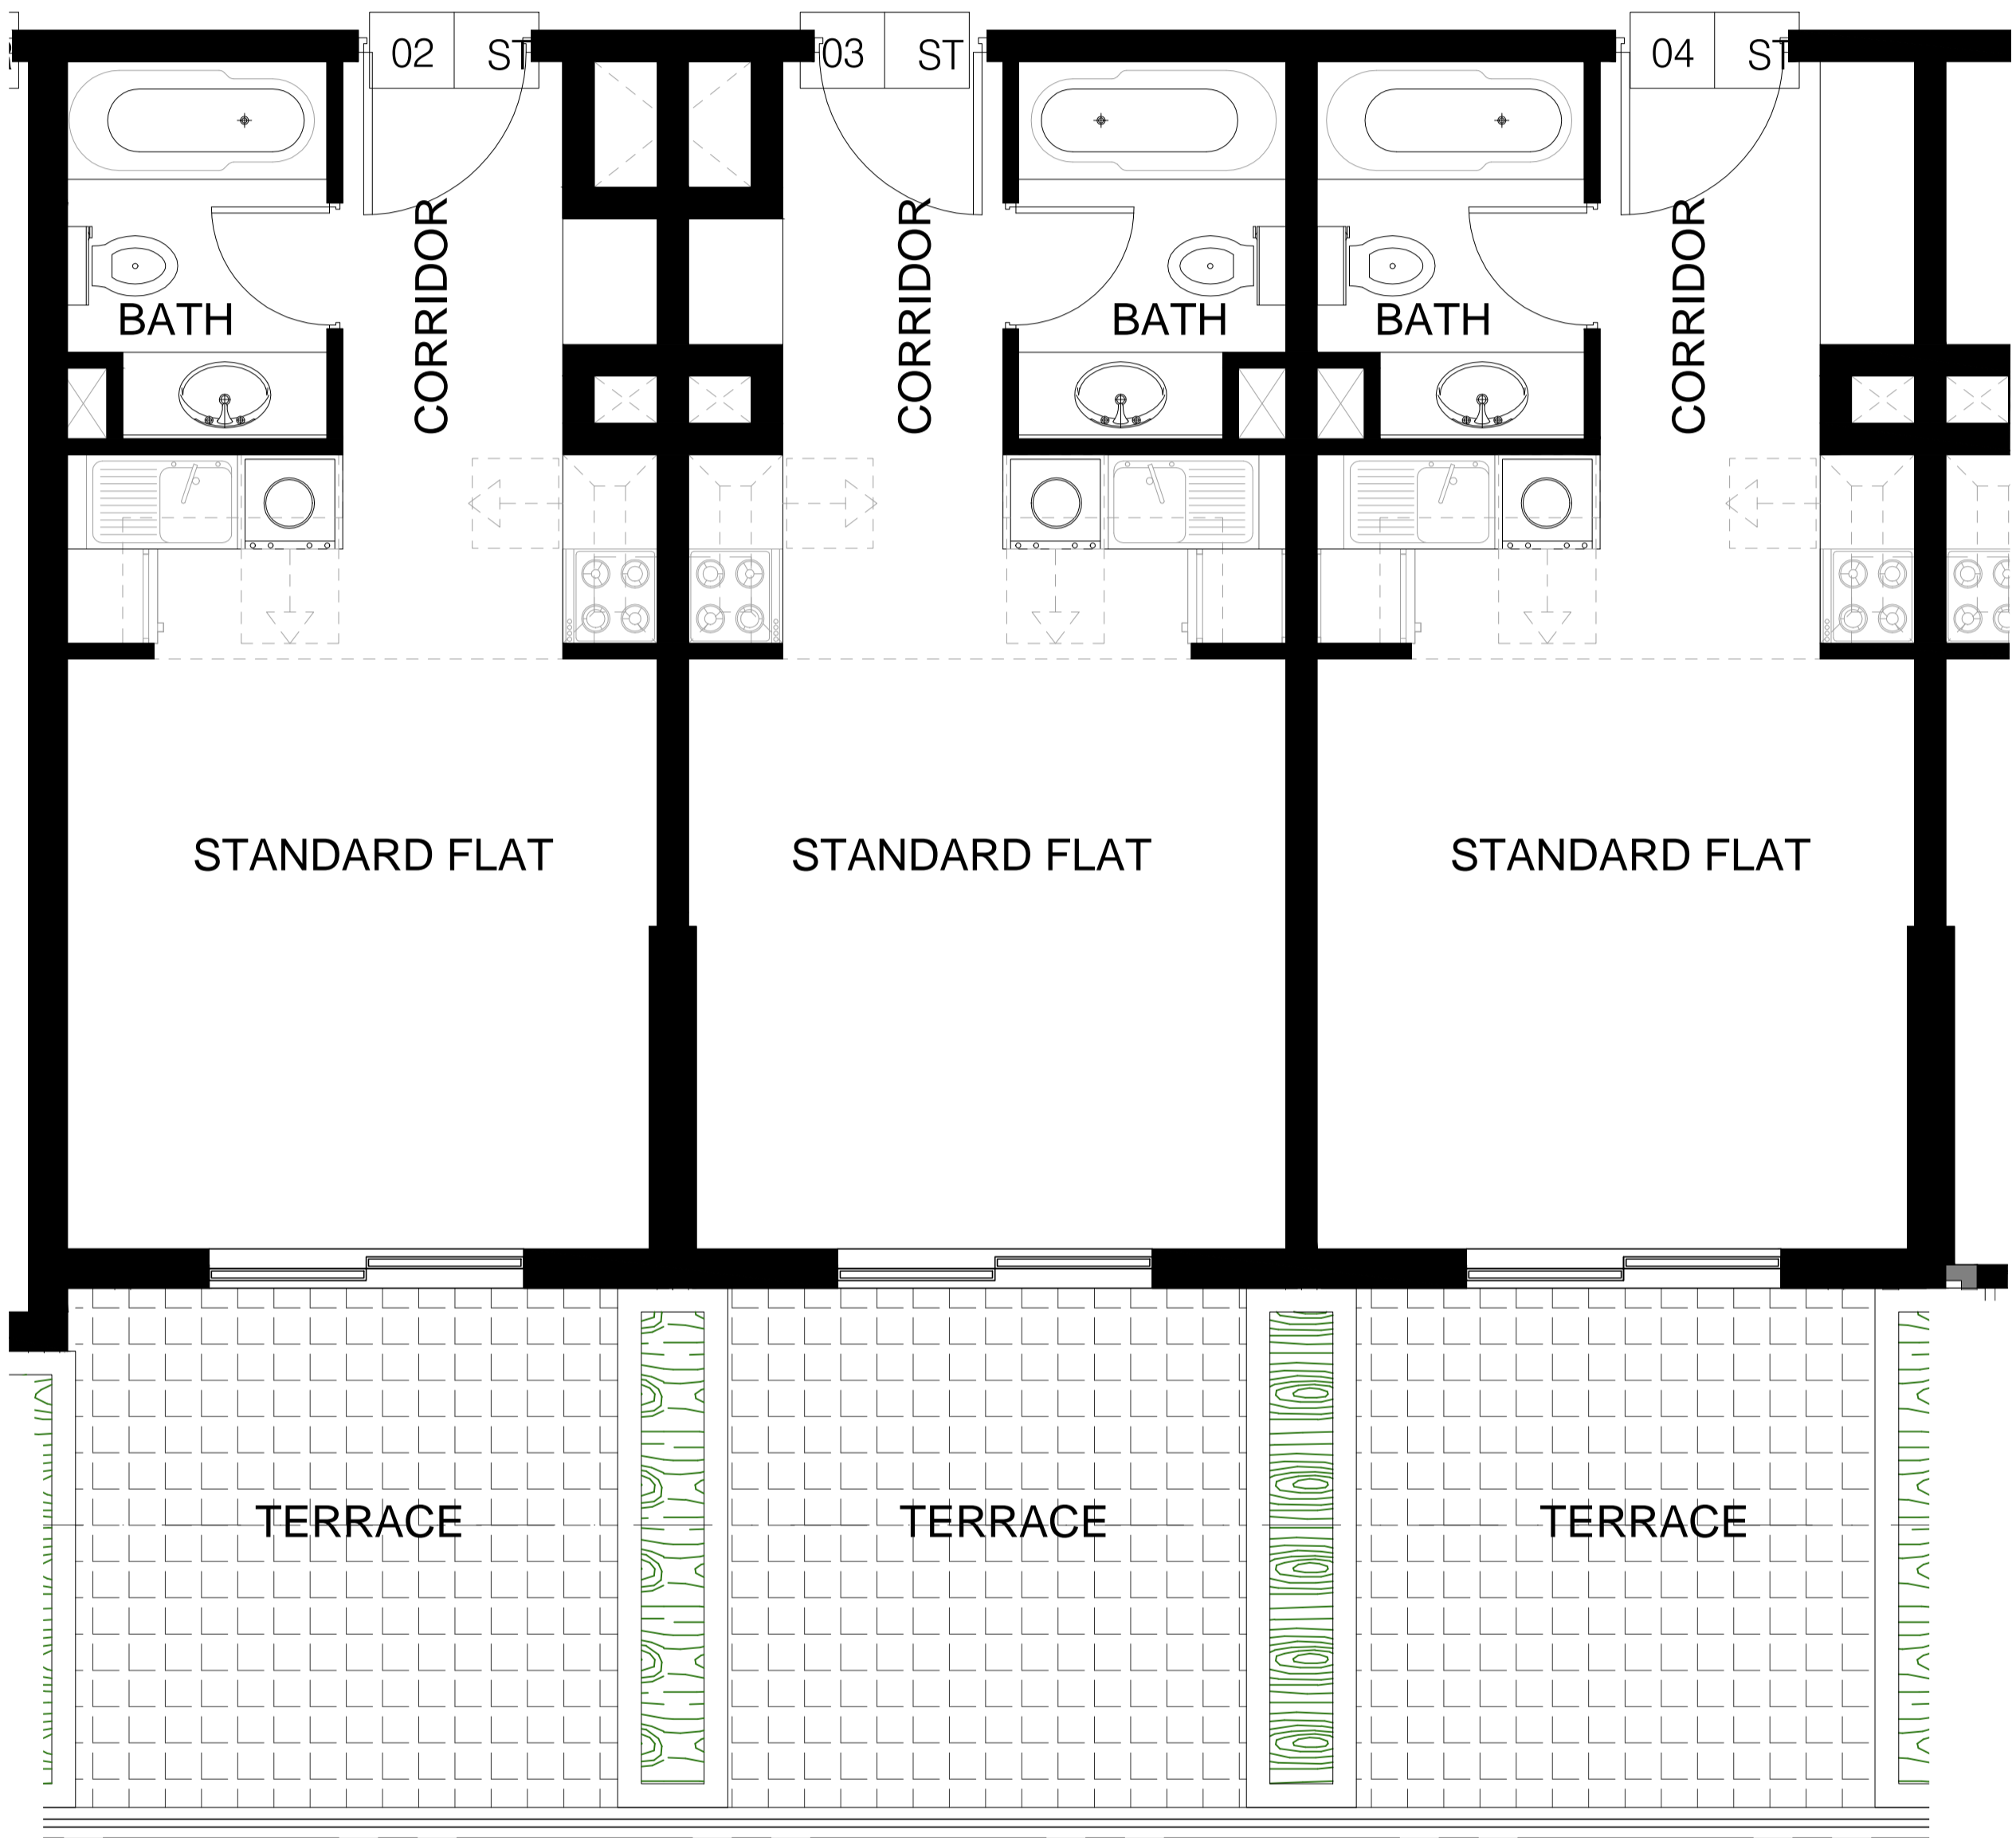 02 ST
03 ST
04 ST
CORRIDOR
CORRIDOR
CORRIDOR
BATH
BATH
BATH
STANDARD FLAT
STANDARD FLAT
STANDARD FLAT
TERRACE
TERRACE
TERRACE